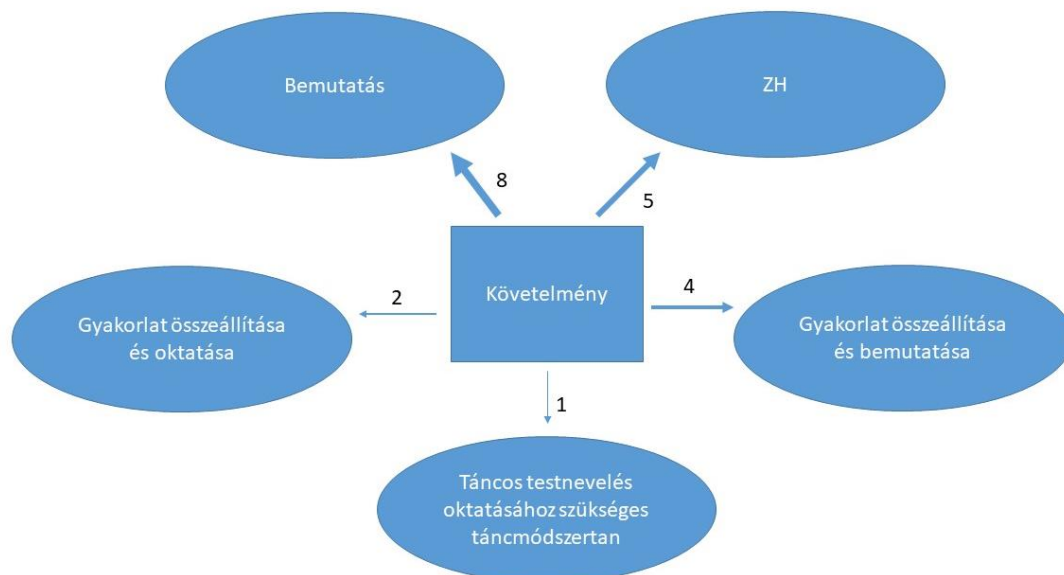 Bemutatás
ZH
8
5
Követelmény
2
4
Gyakorlat összeállítása
és oktatása
Gyakorlat összeállítása
és bemutatása
1
Táncos testnevelés
oktatásához szükséges
táncmódszertan